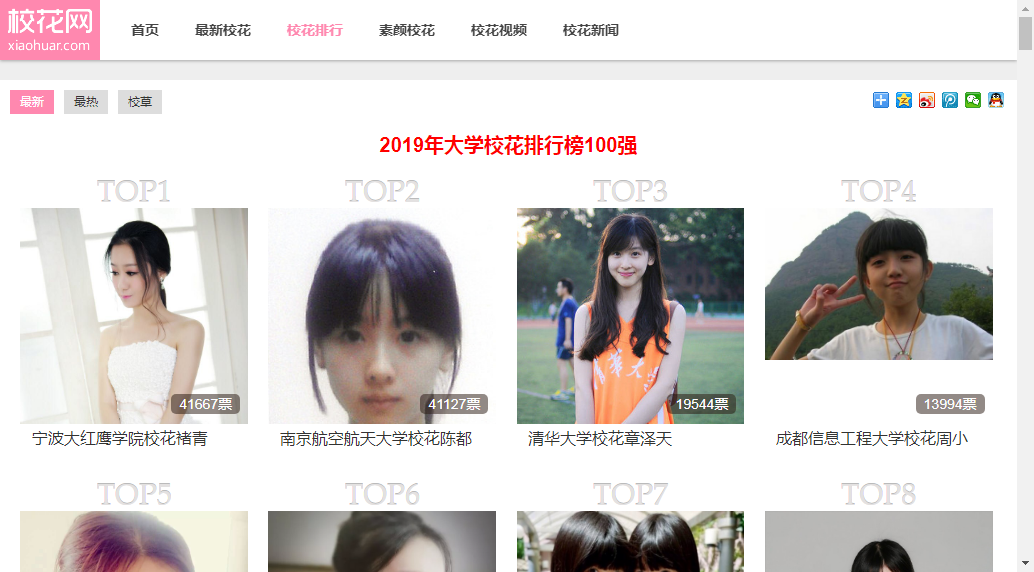 校花网
xiaohuar.com
首页 最新校花 校花排行 素颜校花 校花视频 校花新闻
最新 最热 校草
2019年大学校花排行榜100强
TOP1 TOP2 TOP3 TOP4
41667票 41127票 19544票 13994票
宁波大红鹰学院校花褚青 南京航空航天大学校花陈都 清华大学校花章泽天 成都信息工程大学校花周小
TOP5 TOP6 TOP7 TOP8